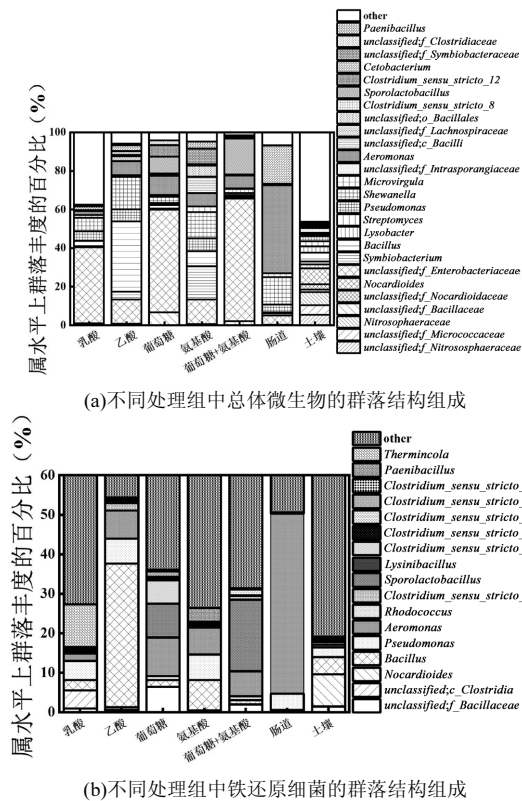 other
Paenibacillus
unclassified;f_Clostridiaceae
unclassified;f_Symbiobacteraceae
Cetobacterium
Clostridium_sensu_stricto_12
Sporolactobacillus
Clostridium_sensu_stricto_8
unclassified;o_Bacillales
unclassified;f_Lachnospiraceae
unclassified;c_Bacilli
Aeromonas
unclassified;f_Intrasporangiaceae
Microvirgula
Shewanella
Pseudomonas
Streptomyces
Lysobacter
Bacillus
Symbiobacterium
unclassified;f_Enterobacteriaceae
Nocardioides
unclassified;f_Nocardioidaceae
unclassified;f_Bacillaceae
Nitrosophaeraceae
unclassified;f_Micrococcaceae
unclassified;f_Nitrososphaeraceae
属水平上群落丰度的百分比(%)
100
80
60
40
20
0
乳酸
乙酸
葡萄糖
氨基酸
葡萄糖+氨基酸
肠道
土壤
(a)不同处理组中总体微生物的群落结构组成
other
Thermincola
Paenibacillus
Clostridium_sensu_stricto_
Clostridium_sensu_stricto_
Clostridium_sensu_stricto_
Clostridium_sensu_stricto_
Clostridium_sensu_stricto_
Lysinibacillus
Sporolactobacillus
Clostridium_sensu_stricto_
Rhodococcus
Aeromonas
Pseudomonas
Bacillus
Nocardioides
unclassified;c_Clostridia
unclassified;f_Bacillaceae
属水平上群落丰度的百分比(%)
60
50
40
30
20
10
0
乳酸
乙酸
葡萄糖
氨基酸
葡萄糖+氨基酸
肠道
土壤
(b)不同处理组中铁还原细菌的群落结构组成